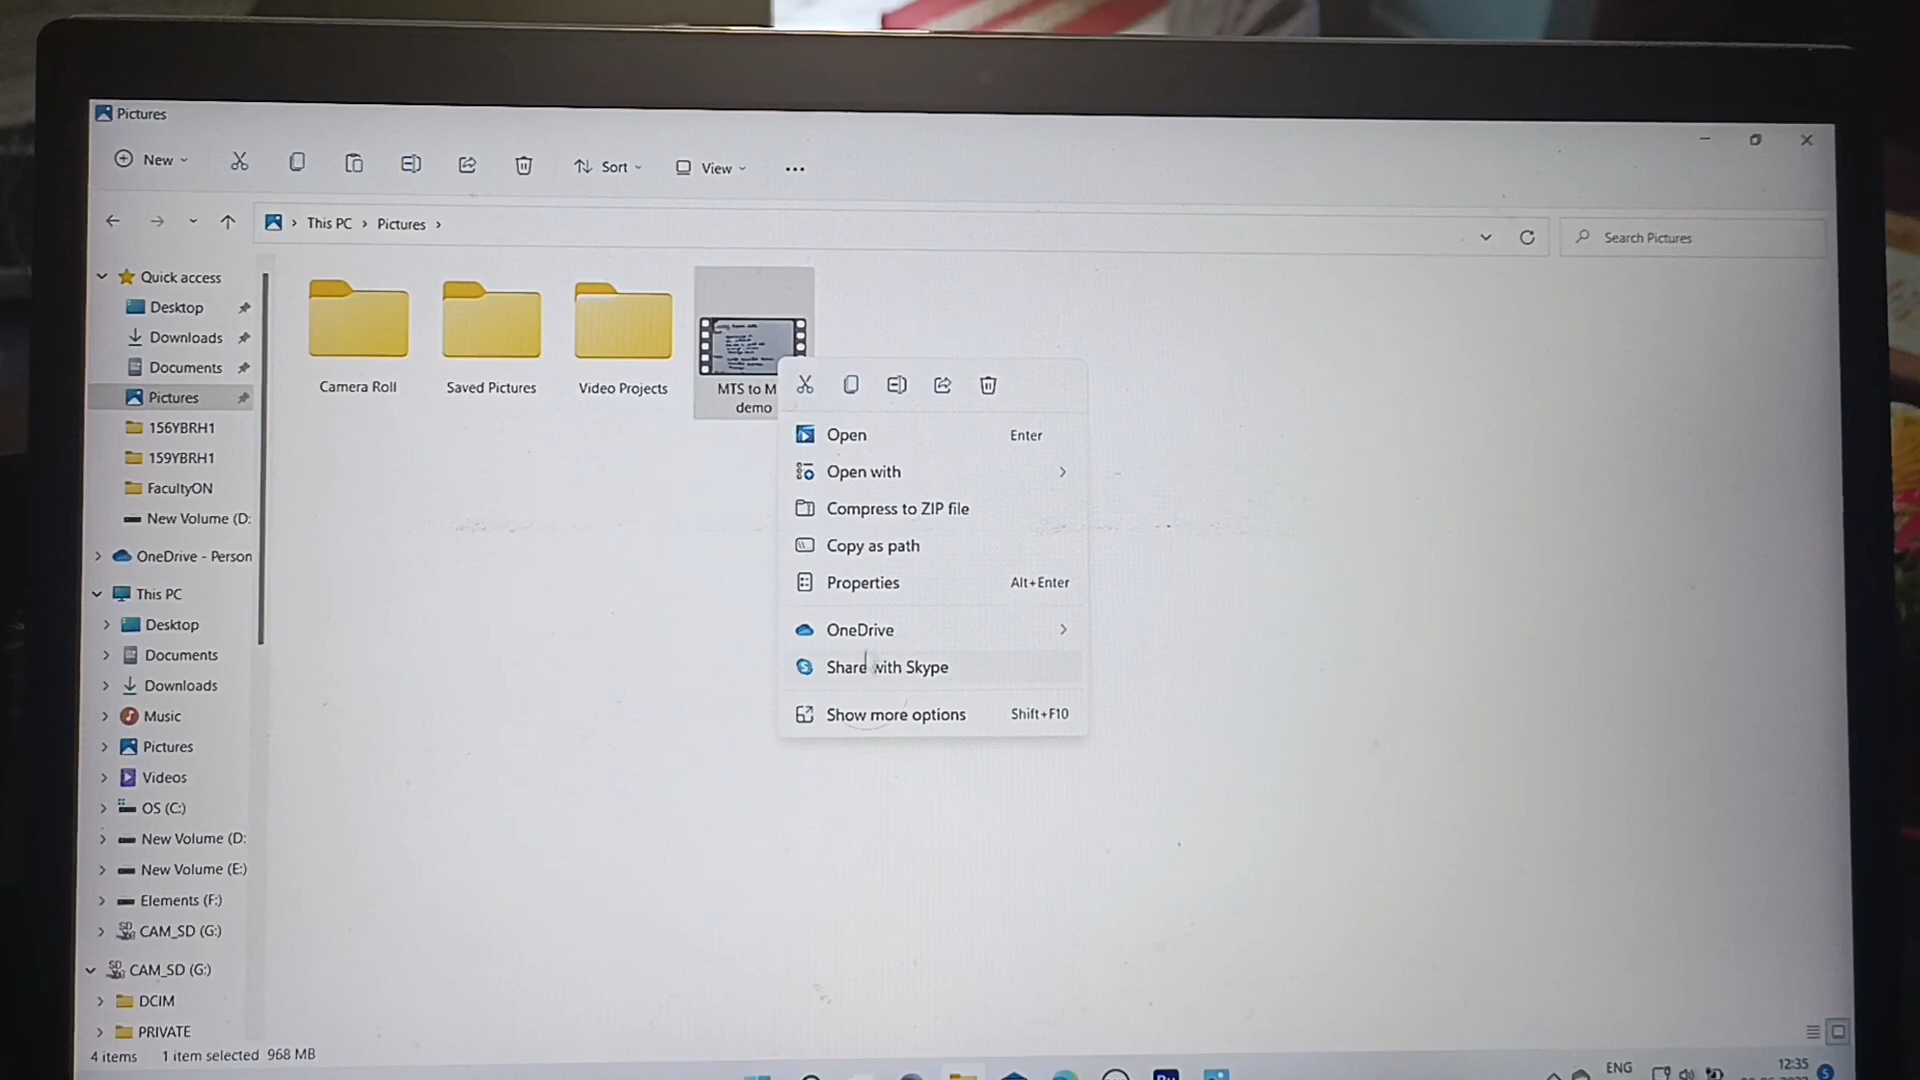 Pictures
New
Sort
View
This PC
Pictures
Search Pictures
Quick access
Desktop
Downloads
Documents
Pictures
156YBRH1
159YBRH1
FacultyON
New Volume (D:
OneDrive - Person
This PC
Desktop
Documents
Downloads
Music
Pictures
Videos
OS (C:)
New Volume (D:
New Volume (E:)
Elements (F:)
CAM_SD (G:)
CAM_SD (G:)
DCIM
PRIVATE
Camera Roll
Saved Pictures
Video Projects
MTS to M
demo
Open Enter
Open with
Compress to ZIP file
Copy as path
Properties Alt+Enter
OneDrive
Share with Skype
Show more options Shift+F10
4 items 1 item selected 968 MB
ENG
12:35
5